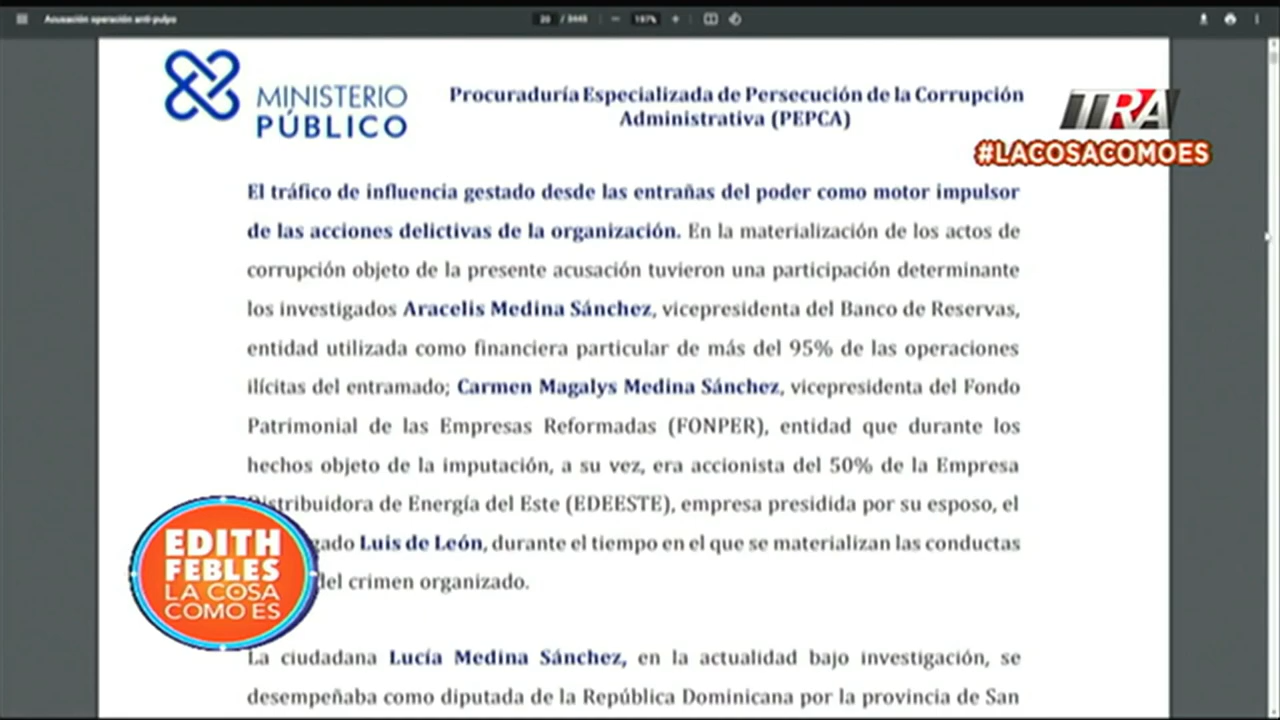 Acusación operación anti-pulpo
20 / 3445
197%
MINISTERIO
PÚBLICO
Procuraduría Especializada de Persecución de la Corrupción
Administrativa (PEPCA)
TRA
#LACOSACOMOES
El tráfico de influencia gestado desde las entrañas del poder como motor impulsor
de las acciones delictivas de la organización. En la materialización de los actos de
corrupción objeto de la presente acusación tuvieron una participación determinante
los investigados Aracelis Medina Sánchez, vicepresidenta del Banco de Reservas,
entidad utilizada como financiera particular de más del 95% de las operaciones
ilícitas del entramado; Carmen Magalys Medina Sánchez, vicepresidenta del Fondo
Patrimonial de las Empresas Reformadas (FONPER), entidad que durante los
hechos objeto de la imputación, a su vez, era accionista del 50% de la Empresa
Distribuidora de Energía del Este (EDEESTE), empresa presidida por su esposo, el
gado Luis de León, durante el tiempo en el que se materializan las conductas
del crimen organizado.
EDITH
FEBLES
LA COSA
COMO ES
La ciudadana Lucía Medina Sánchez, en la actualidad bajo investigación, se
desempeñaba como diputada de la República Dominicana por la provincia de San